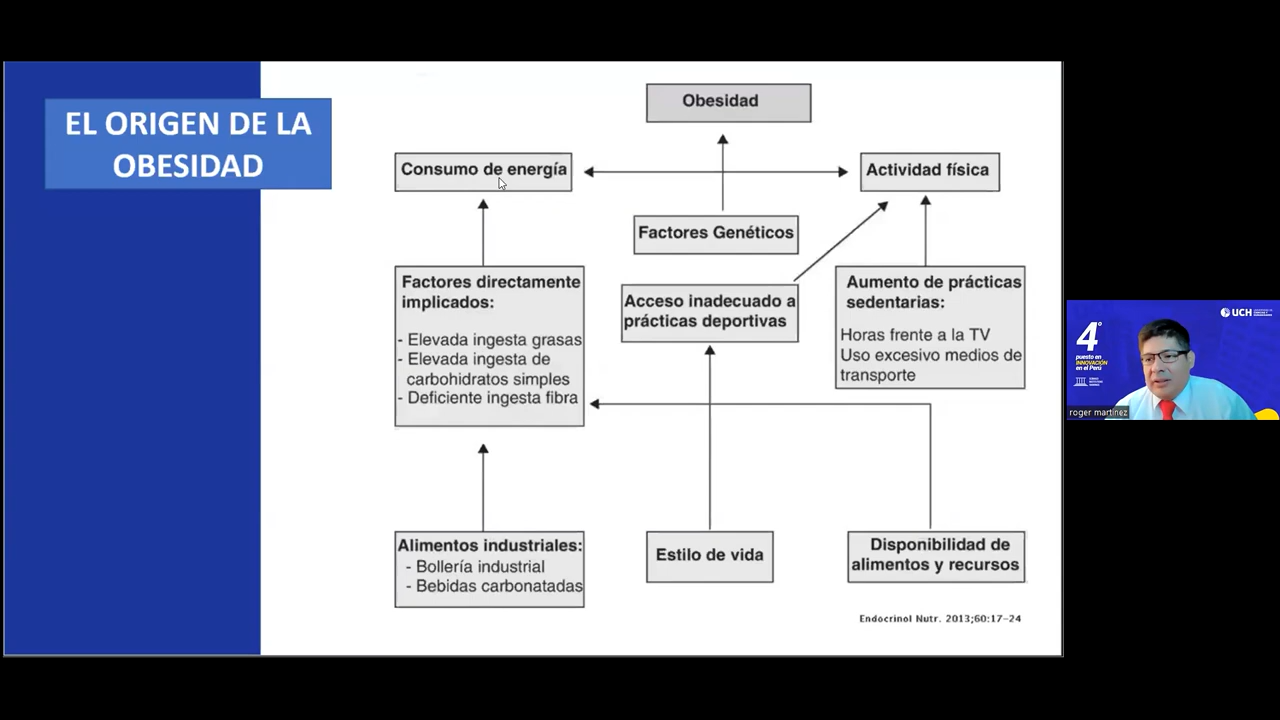 EL ORIGEN DE LA
OBESIDAD
Obesidad
Consumo de energía
Actividad física
Factores Genéticos
Factores directamente
implicados:
- Elevada ingesta grasas
- Elevada ingesta de
carbohidratos simples
- Deficiente ingesta fibra
Acceso inadecuado a
prácticas deportivas
Aumento de prácticas
sedentarias:
Horas frente a la TV
Uso excesivo medios de
transporte
Alimentos industriales:
- Bollería industrial
- Bebidas carbonatadas
Estilo de vida
Disponibilidad de
alimentos y recursos
Endocrinol Nutr. 2013;60:17-24
UCH
4°
puesto en
INNOVACIÓN
en el Perú
roger martínez